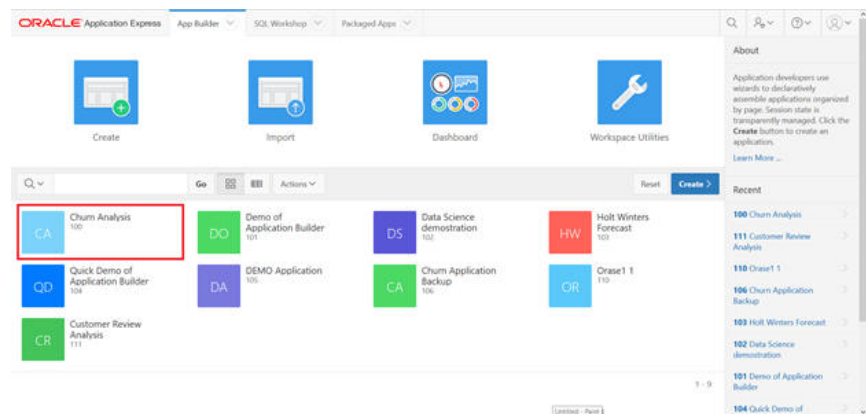 ORACLE Application Express App Builder SQL Workshop Packaged Apps
Create
Import
Dashboard
Workspace Utilities
Go
Actions
Reset
Create >
CA
Churn Analysis
100
DO
Demo of
Application Builder
101
DS
Data Science
demostration
102
HW
Holt Winters
Forecast
103
QD
Quick Demo of
Application Builder
104
DA
DEMO Application
105
CA
Churn Application
Backup
106
OR
Orase1 1
110
CR
Customer Review
Analysis
111
1 - 9
Untitled - Paint
About
Application developers use
wizards to declaratively
assemble applications organized
by page. Session state is
transparently managed. Click the
Create button to create an
application.
Learn More ...
Recent
100 Churn Analysis
111 Customer Review
Analysis
110 Orase1 1
106 Churn Application
Backup
103 Holt Winters Forecast
102 Data Science
demostration
101 Demo of Application
Builder
104 Quick Demo of